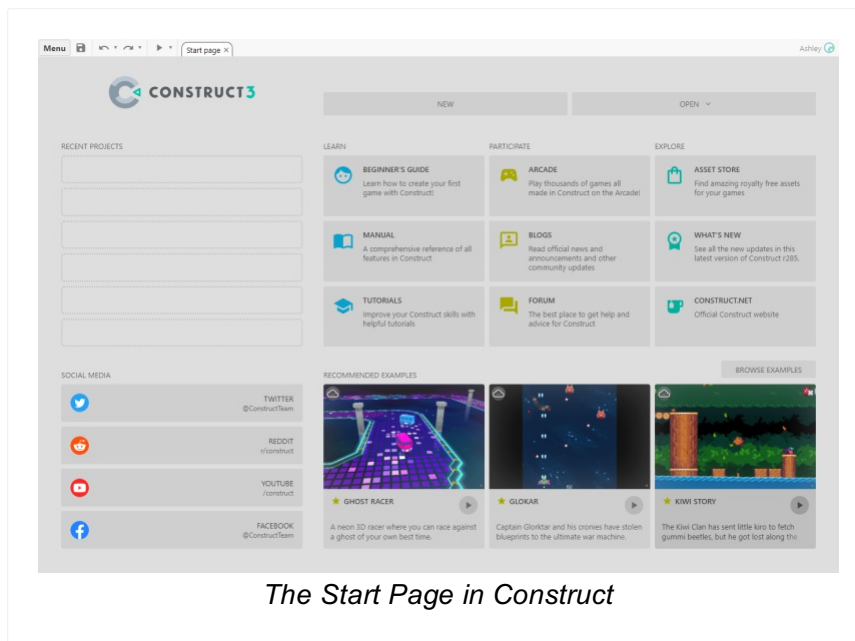 Menu
Start page ×
Ashley
CONSTRUCT3
NEW
OPEN
RECENT PROJECTS
LEARN
PARTICIPATE
EXPLORE
BEGINNER'S GUIDE
Learn how to create your first
game with Construct!
ARCADE
Play thousands of games all
made in Construct on the Arcade!
ASSET STORE
Find amazing royalty free assets
for your games
MANUAL
A comprehensive reference of all
features in Construct
BLOGS
Read official news and
announcements and other
community updates
WHAT'S NEW
See all the new updates in this
latest version of Construct r285.
TUTORIALS
Improve your Construct skills with
helpful tutorials
FORUM
The best place to get help and
advice for Construct
CONSTRUCT.NET
Official Construct website
SOCIAL MEDIA
TWITTER
@ConstructTeam
REDDIT
r/construct
YOUTUBE
/construct
FACEBOOK
@ConstructTeam
RECOMMENDED EXAMPLES
BROWSE EXAMPLES
GHOST RACER
A neon 3D racer where you can race against
a ghost of your own best time.
GLOKAR
Captain Glorktar and his cronies have stolen
blueprints to the ultimate war machine.
KIWI STORY
The Kiwi Clan has sent little kiro to fetch
gummi beetles, but he got lost along the
The Start Page in Construct